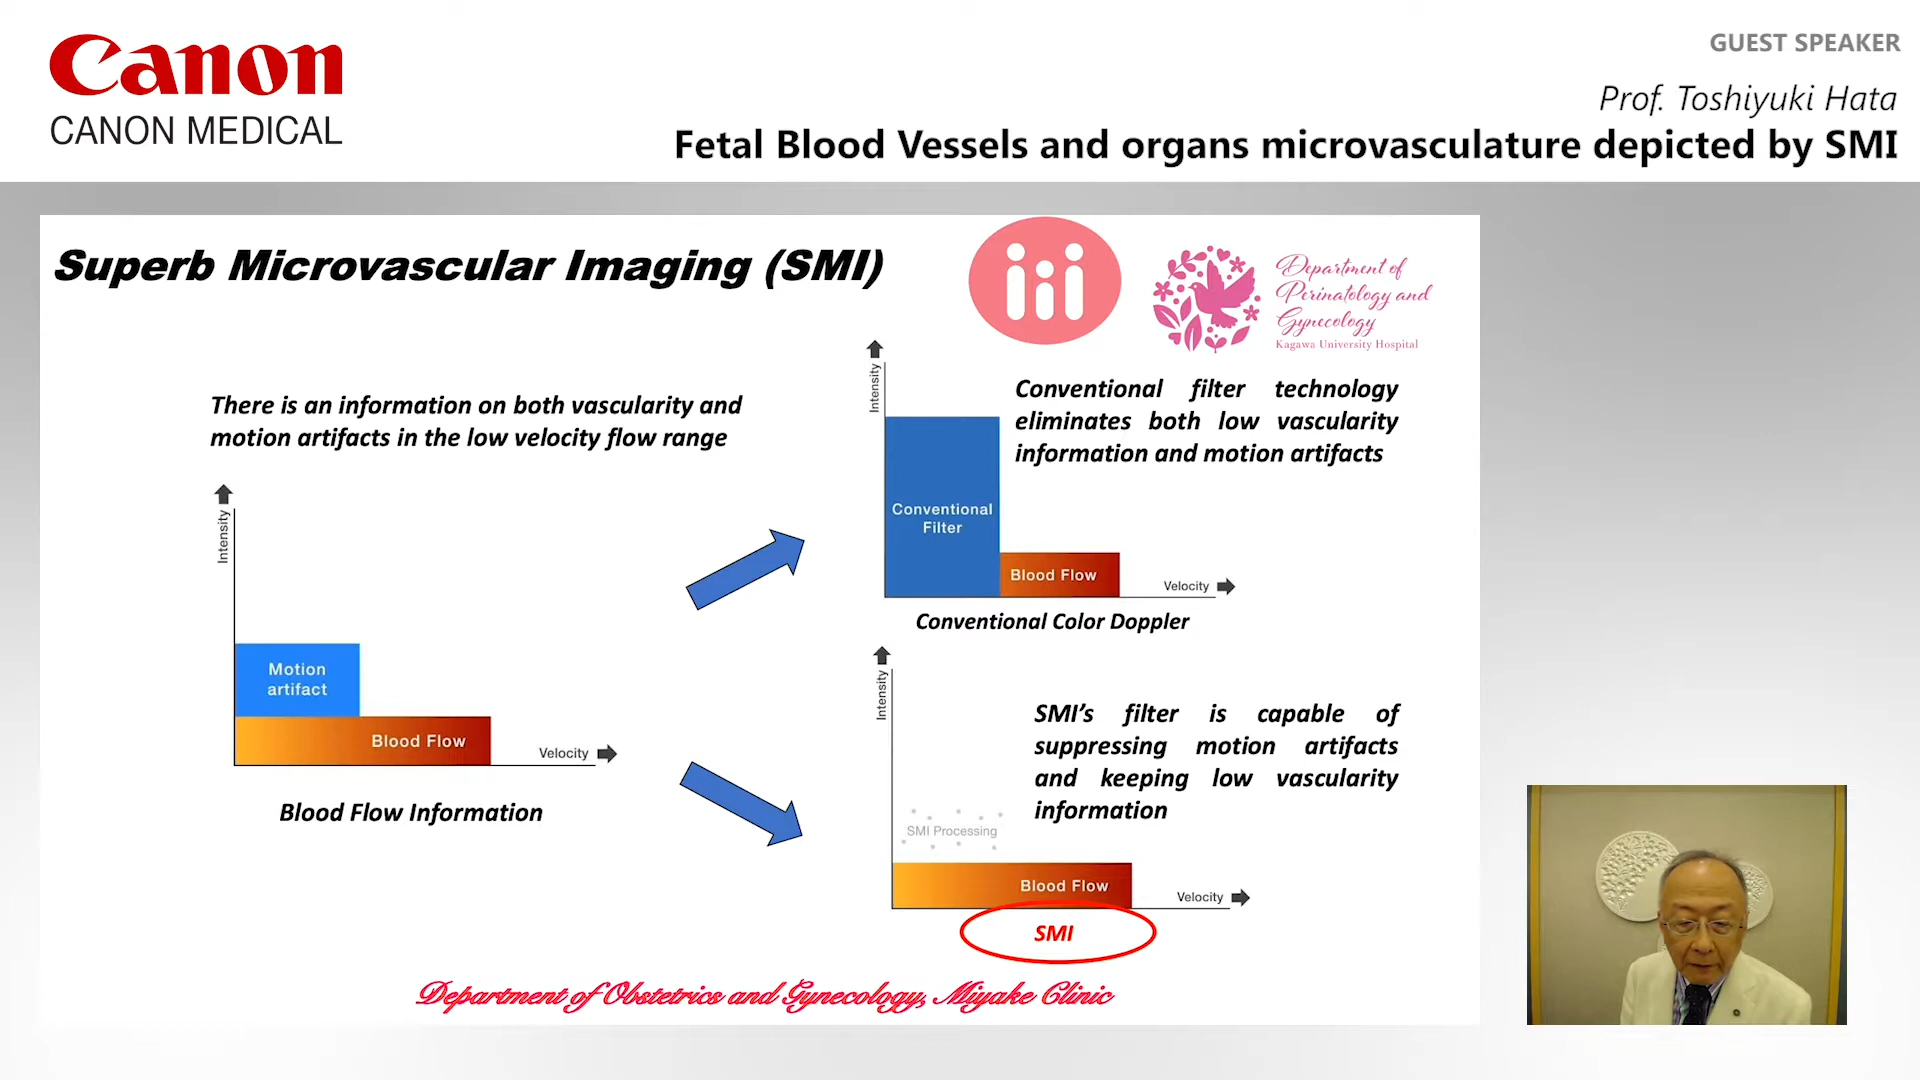 Canon
CANON MEDICAL
GUEST SPEAKER
Prof. Toshiyuki Hata
Fetal Blood Vessels and organs microvasculature depicted by SMI
Superb Microvascular Imaging (SMI)
Department of
Perinatology and
Gynecology
Kagawa University Hospital
There is an information on both vascularity and
motion artifacts in the low velocity flow range
Intensity
Motion
artifact
Blood Flow
Velocity
Blood Flow Information
Intensity
Conventional filter technology
eliminates both low vascularity
information and motion artifacts
Conventional
Filter
Blood Flow
Velocity
Conventional Color Doppler
Intensity
SMI's filter is capable of
suppressing motion artifacts
and keeping low vascularity
information
SMI Processing
Blood Flow
Velocity
SMI
Department of Obstetrics and Gynecology, Miyake Clinic